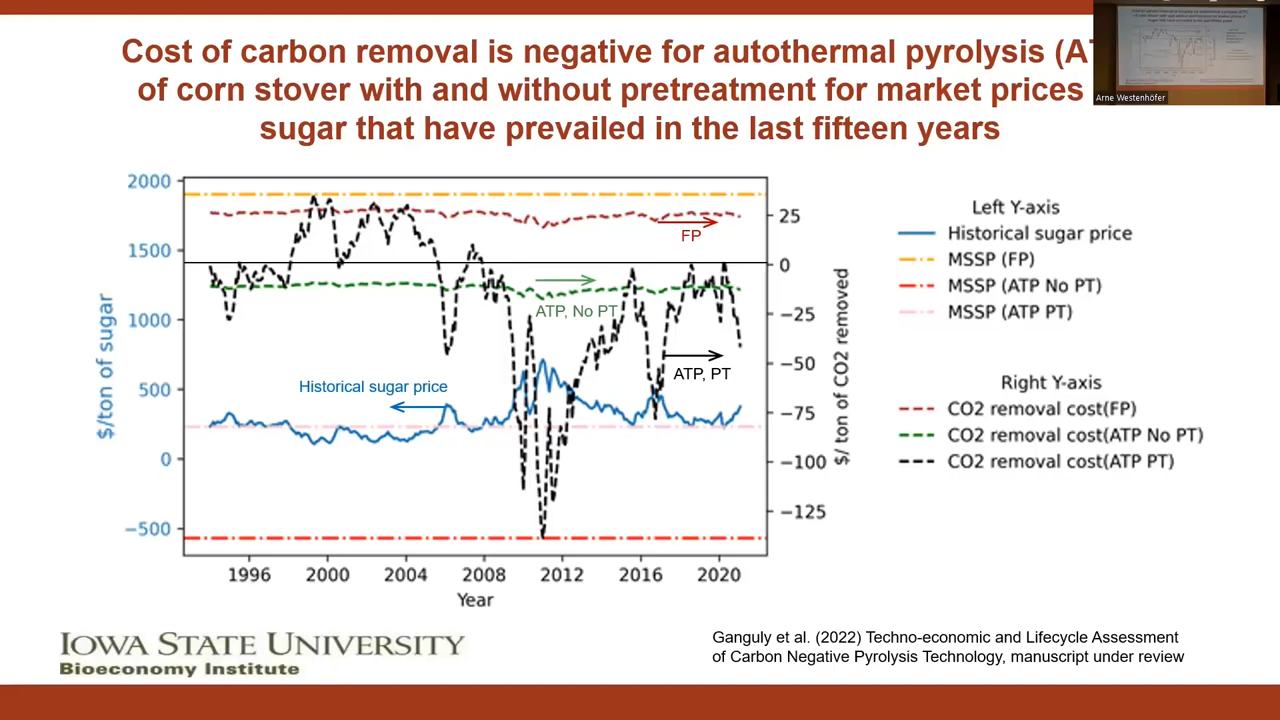 Cost of carbon removal is negative for autothermal pyrolysis (A
of corn stover with and without pretreatment for market prices
sugar that have prevailed in the last fifteen years
Arne Westenhöfer
2000
1500
1000
500
0
−500
$/ton of sugar
25
0
−25
−50
−75
−100
−125
$/ ton of CO2 removed
FP
ATP, No PT
ATP, PT
Historical sugar price
1996
2000
2004
2008
2012
2016
2020
Year
Left Y-axis
Historical sugar price
MSSP (FP)
MSSP (ATP No PT)
MSSP (ATP PT)
Right Y-axis
CO2 removal cost(FP)
CO2 removal cost(ATP No PT)
CO2 removal cost(ATP PT)
IOWA STATE UNIVERSITY
Bioeconomy Institute
Ganguly et al. (2022) Techno-economic and Lifecycle Assessment
of Carbon Negative Pyrolysis Technology, manuscript under review